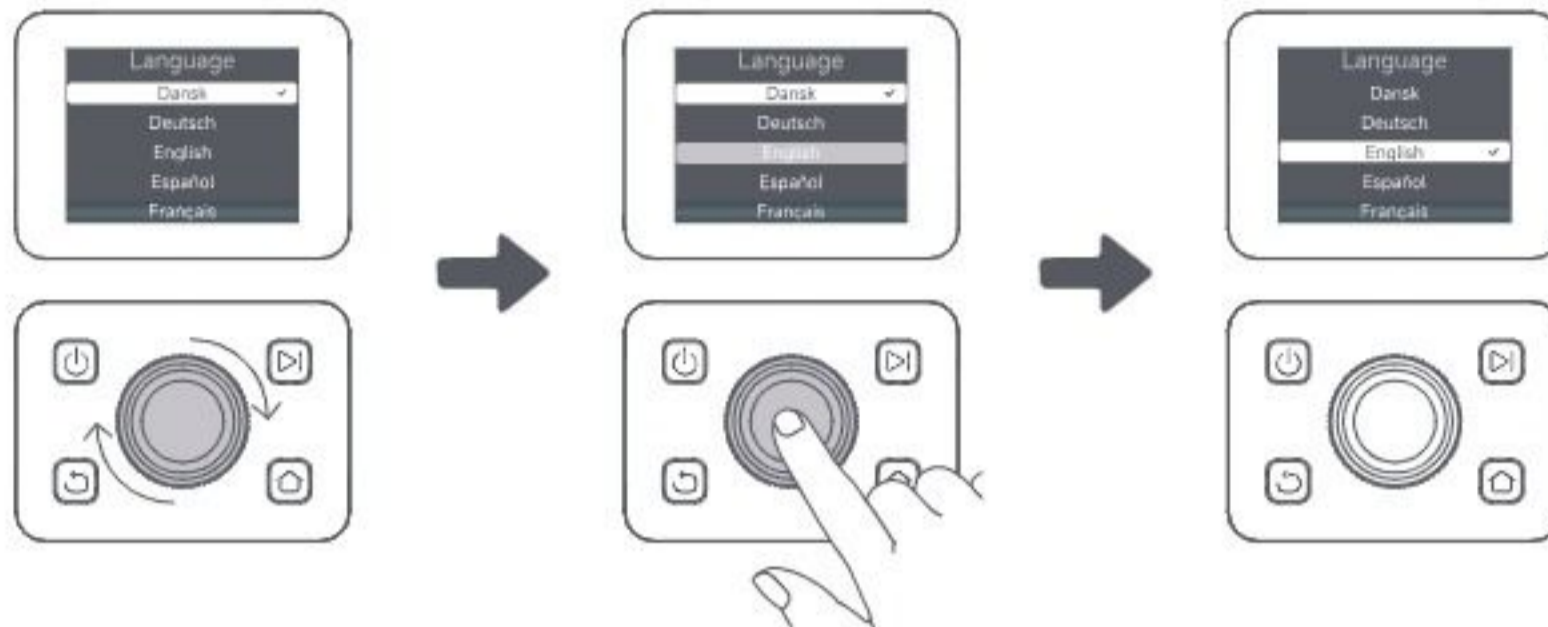 Language
Dansk
Deutsch
English
Español
Français
Language
Dansk
Deutsch
English
Español
Français
Language
Dansk
Deutsch
English
Español
Français